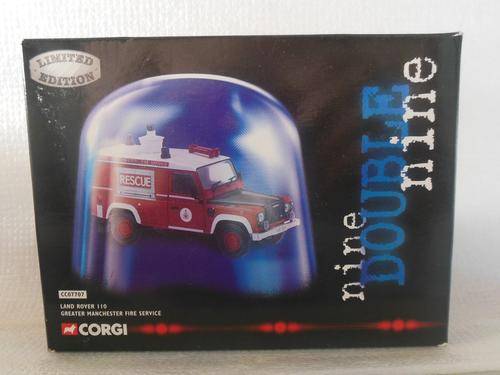 LIMITED
EDITION
nine
DOUBLE
nine
RESCUE
CC07707
LAND ROVER 110
GREATER MANCHESTER FIRE SERVICE
CORGI